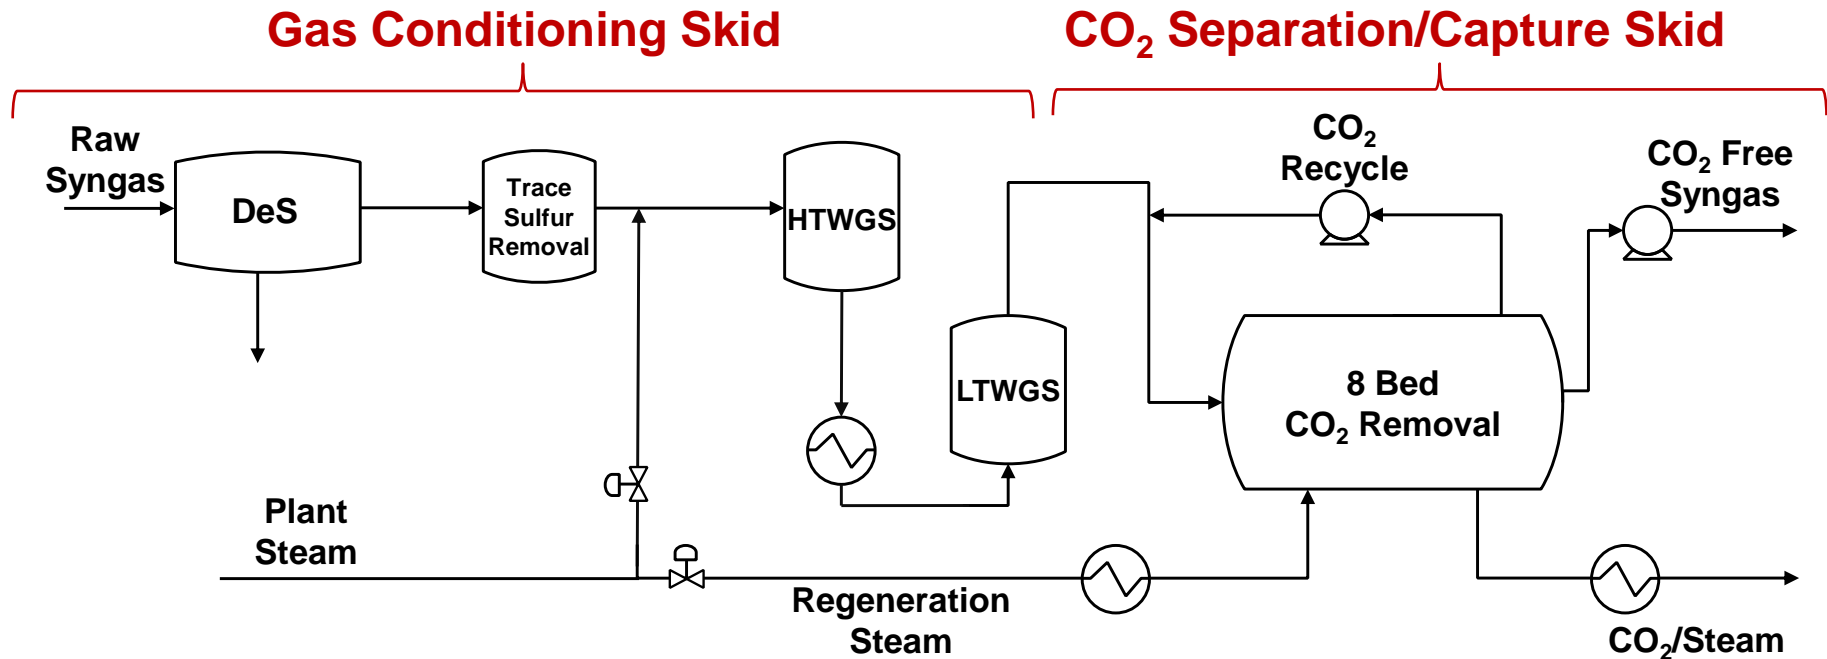 Gas Conditioning Skid
CO₂ Separation/Capture Skid
Raw
Syngas
DeS
Trace
Sulfur
Removal
HTWGS
LTWGS
CO₂
Recycle
CO₂ Free
Syngas
8 Bed
CO₂ Removal
Plant
Steam
Regeneration
Steam
CO₂/Steam